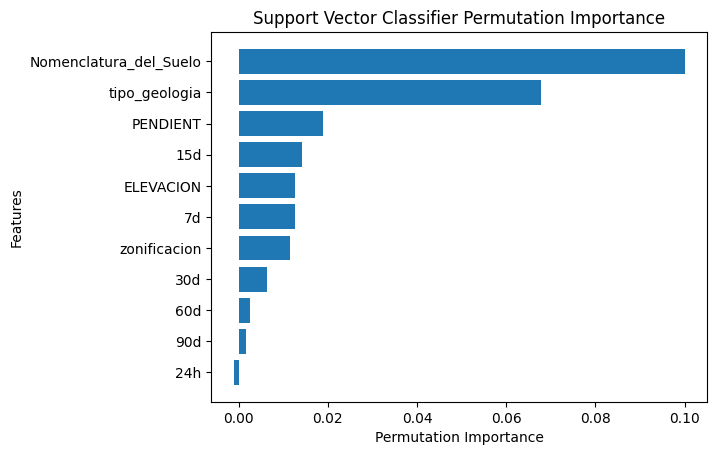 Support Vector Classifier Permutation Importance
Features
Nomenclatura_del_Suelo
tipo_geologia
PENDIENT
15d
ELEVACION
7d
zonificacion
30d
60d
90d
24h
0.00 0.02 0.04 0.06 0.08 0.10
Permutation Importance